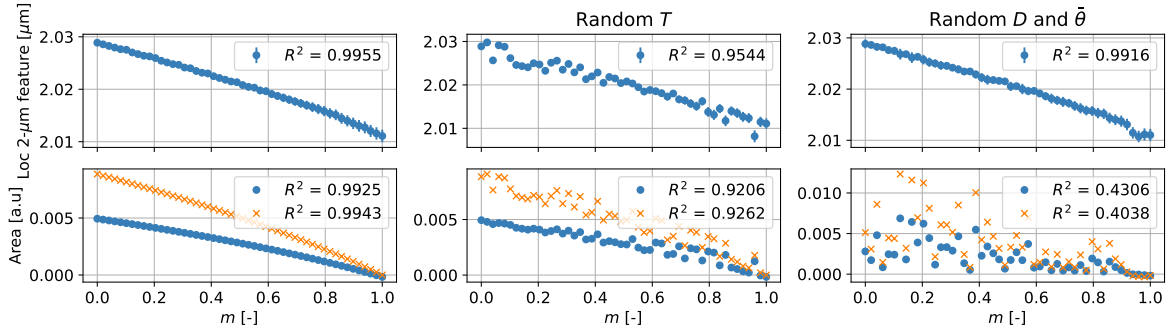 Random T
Random D and θ̄
Loc 2-μm feature [μm]
2.03
2.02
2.01
R² = 0.9955
2.03
2.02
2.01
R² = 0.9544
2.03
2.02
2.01
R² = 0.9916
Area [a.u]
0.005
0.000
R² = 0.9925
R² = 0.9943
0.0 0.2 0.4 0.6 0.8 1.0
m [-]
0.005
0.000
R² = 0.9206
R² = 0.9262
0.0 0.2 0.4 0.6 0.8 1.0
m [-]
0.010
0.005
0.000
R² = 0.4306
R² = 0.4038
0.0 0.2 0.4 0.6 0.8 1.0
m [-]